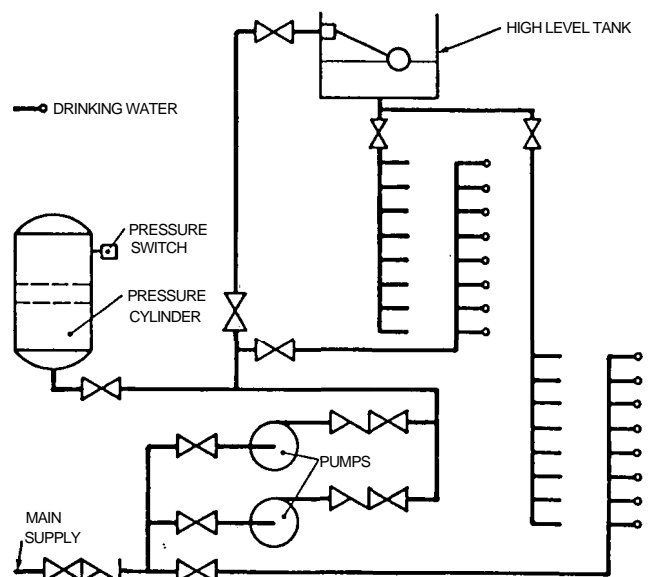 HIGH LEVEL TANK
DRINKING WATER
PRESSURE
SWITCH
PRESSURE
CYLINDER
PUMPS
MAIN
SUPPLY